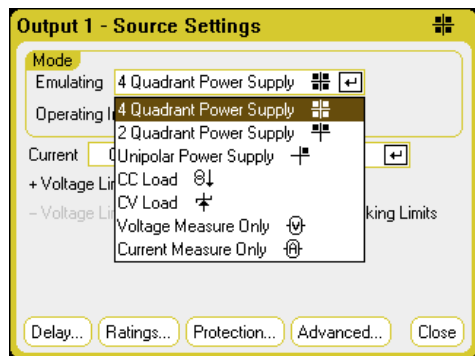 Output 1 - Source Settings
Mode
Emulating 4 Quadrant Power Supply
Operating
4 Quadrant Power Supply
2 Quadrant Power Supply
Unipolar Power Supply
CC Load
CV Load
Voltage Measure Only
Current Measure Only
Current
+ Voltage
- Voltage
king Limits
Delay... Ratings... Protection... Advanced... Close